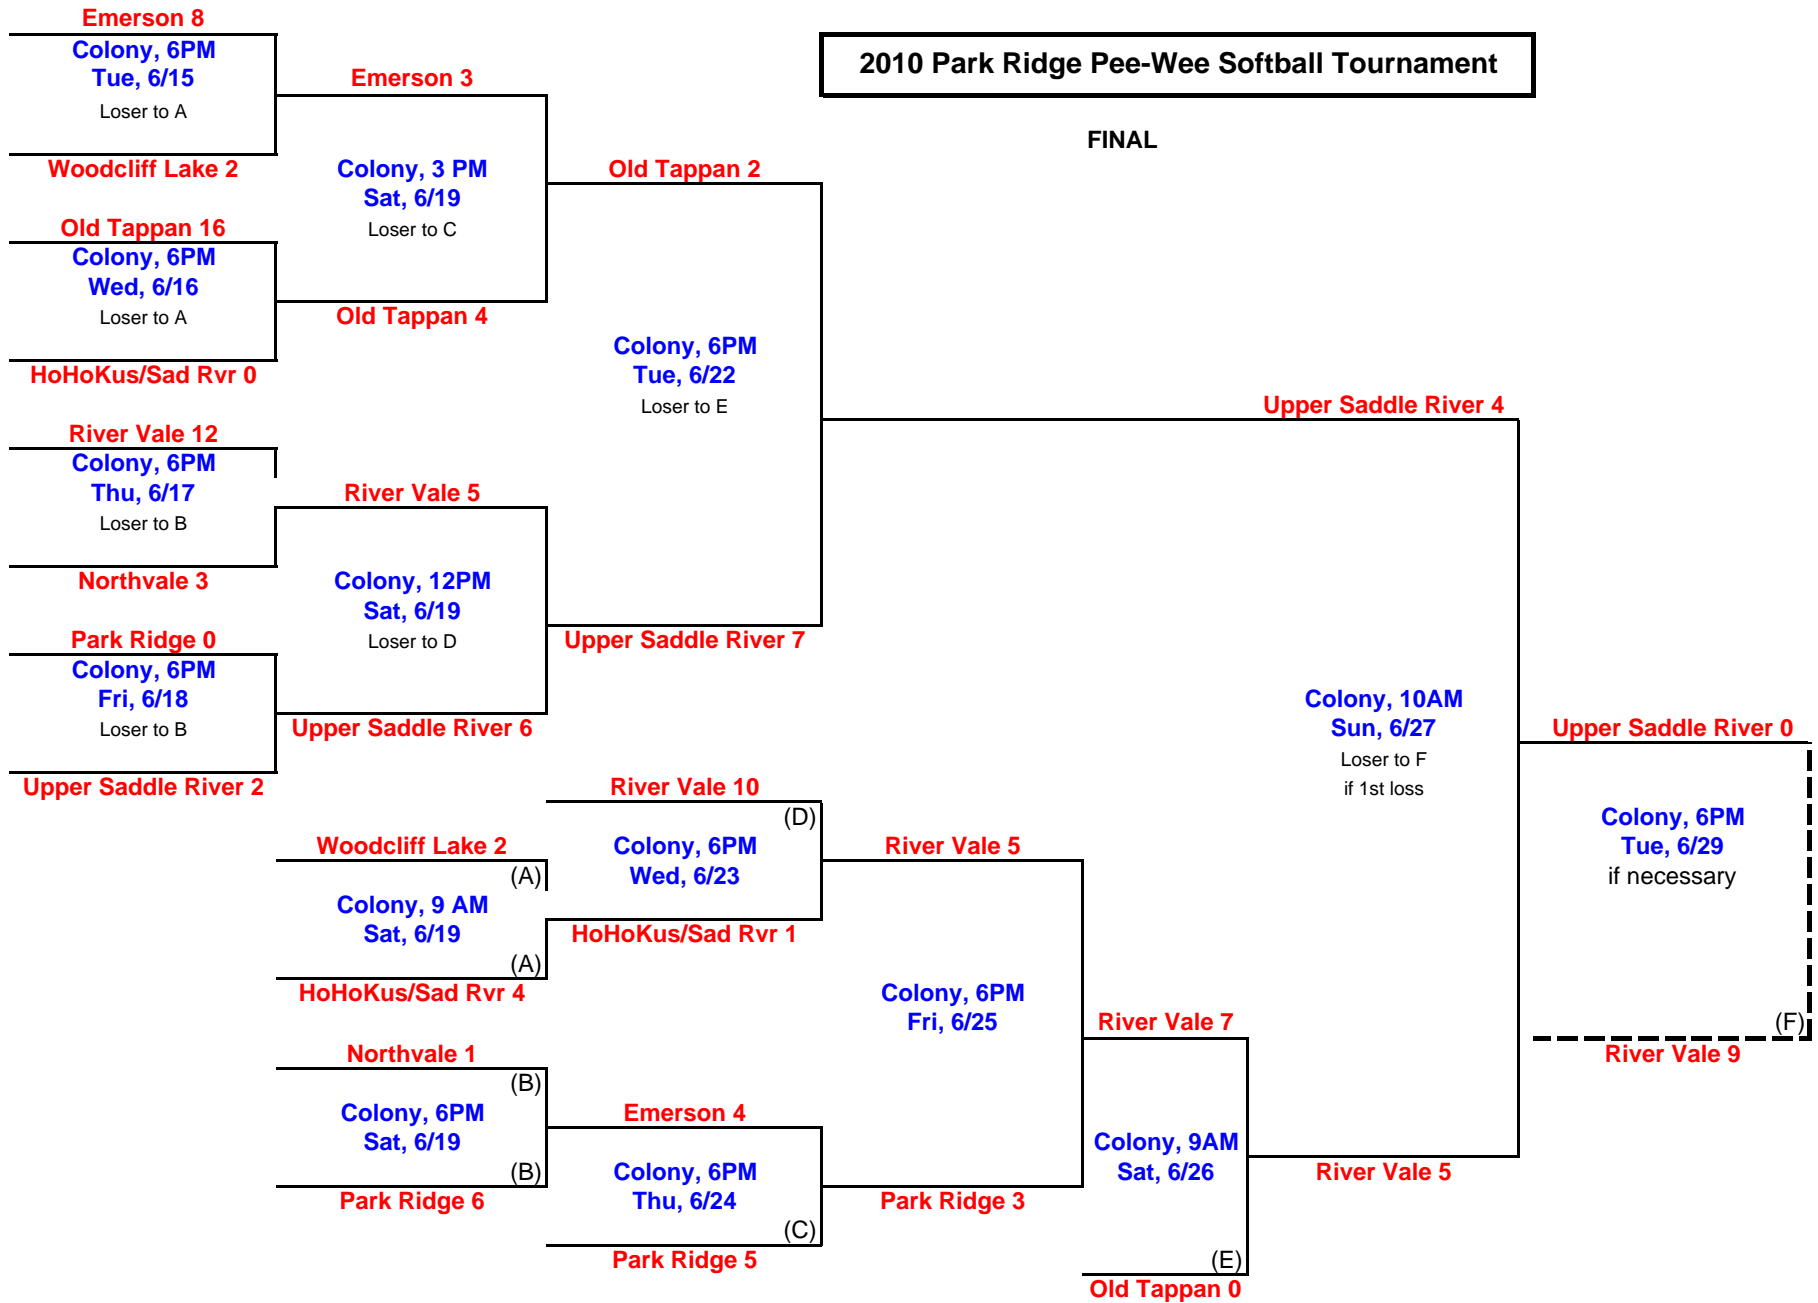 2010 Park Ridge Pee-Wee Softball Tournament
FINAL
Emerson 8
Colony, 6PM
Tue, 6/15
Loser to A
Woodcliff Lake 2
Old Tappan 16
Colony, 6PM
Wed, 6/16
Loser to A
HoHoKus/Sad Rvr 0
River Vale 12
Colony, 6PM
Thu, 6/17
Loser to B
Northvale 3
Park Ridge 0
Colony, 6PM
Fri, 6/18
Loser to B
Upper Saddle River 2
Emerson 3
Colony, 3 PM
Sat, 6/19
Loser to C
Old Tappan 4
River Vale 5
Colony, 12PM
Sat, 6/19
Loser to D
Upper Saddle River 6
Woodcliff Lake 2
(A)
Colony, 9 AM
Sat, 6/19
(A)
HoHoKus/Sad Rvr 4
Northvale 1
(B)
Colony, 6PM
Sat, 6/19
(B)
Park Ridge 6
Old Tappan 2
Colony, 6PM
Tue, 6/22
Loser to E
Upper Saddle River 7
River Vale 10
(D)
Colony, 6PM
Wed, 6/23
HoHoKus/Sad Rvr 1
Emerson 4
Colony, 6PM
Thu, 6/24
(C)
Park Ridge 5
River Vale 5
Colony, 6PM
Fri, 6/25
Park Ridge 3
River Vale 7
Colony, 9AM
Sat, 6/26
(E)
Old Tappan 0
Upper Saddle River 4
Colony, 10AM
Sun, 6/27
Loser to F
if 1st loss
River Vale 5
Upper Saddle River 0
Colony, 6PM
Tue, 6/29
if necessary
(F)
River Vale 9